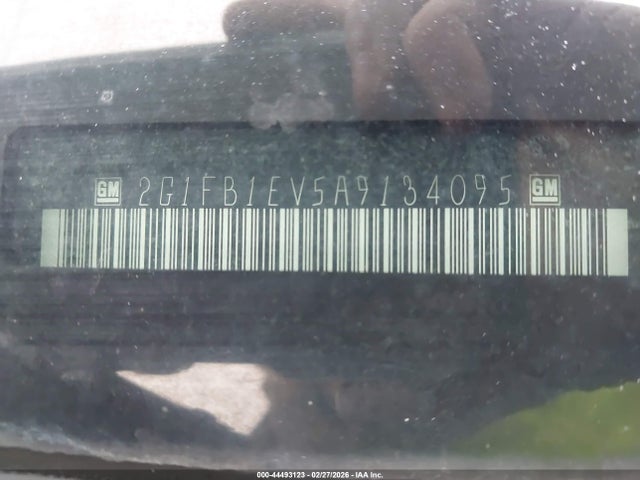 GM 2G1FB1EV5A9134095 GM
000-44493123 - 02/27/2026 - IAA Inc.